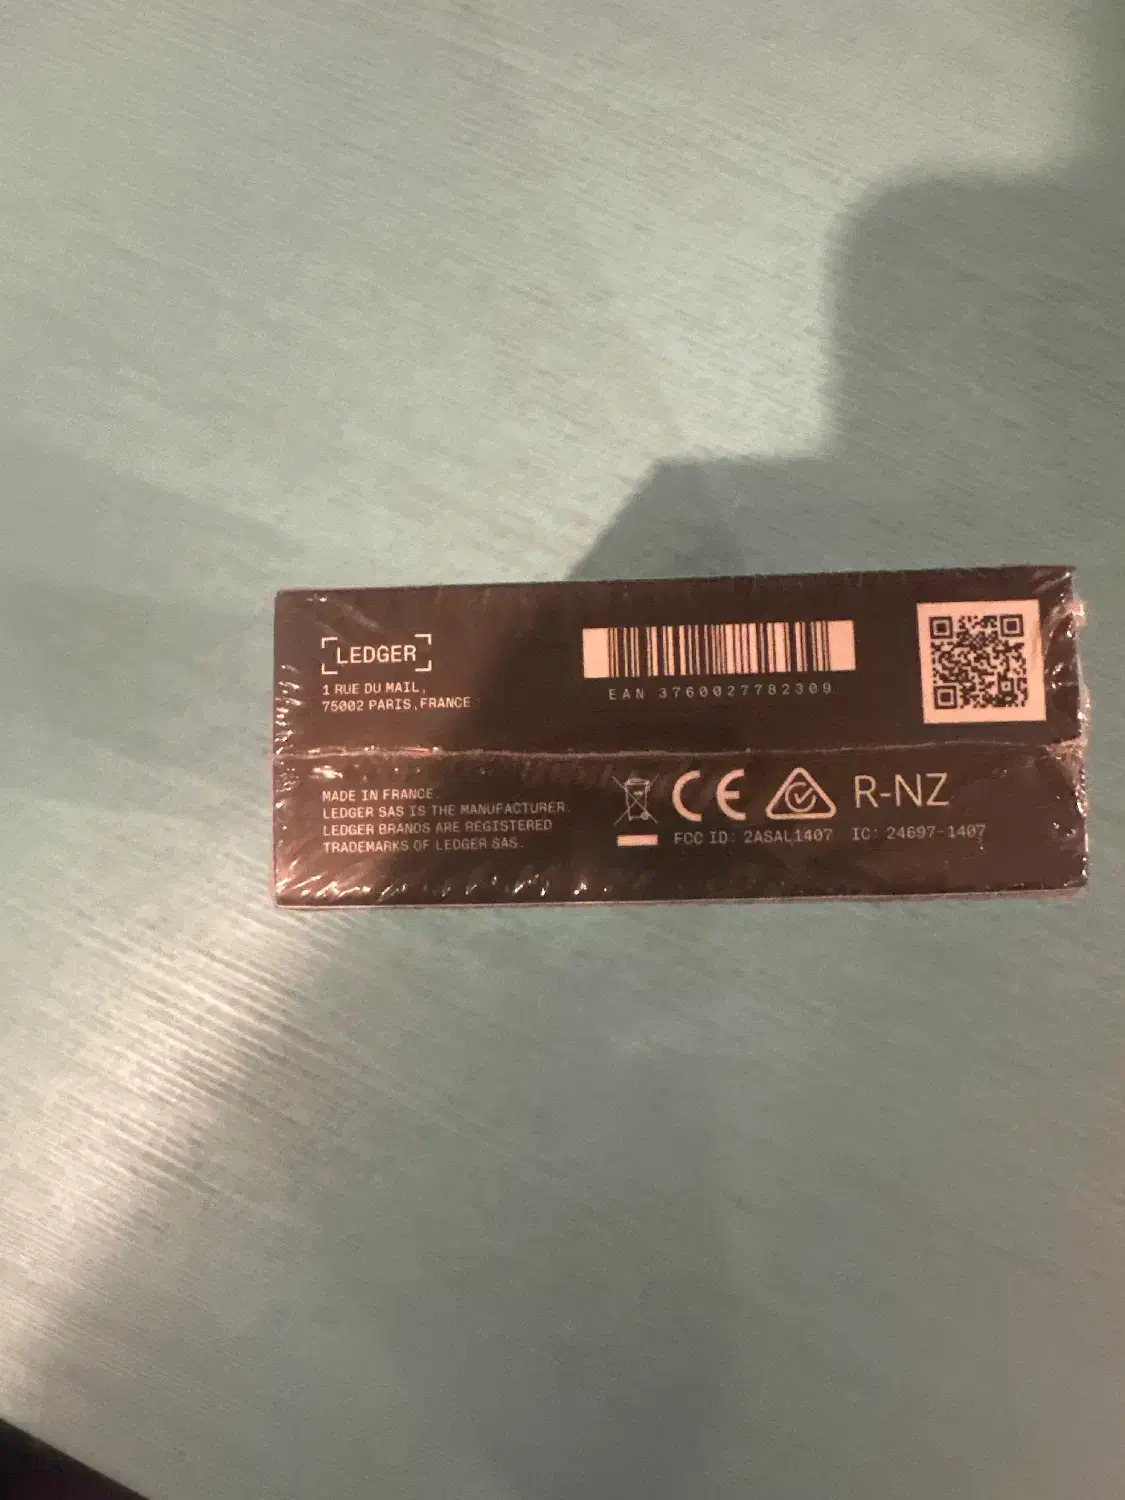 LEDGER
1 RUE DU MAIL,
75002 PARIS, FRANCE
EAN 3760027782309
MADE IN FRANCE.
LEDGER SAS IS THE MANUFACTURER.
LEDGER BRANDS ARE REGISTERED
TRADEMARKS OF LEDGER SAS.
CE R-NZ
FCC ID: 2ASAL1407 IC: 24697-1407